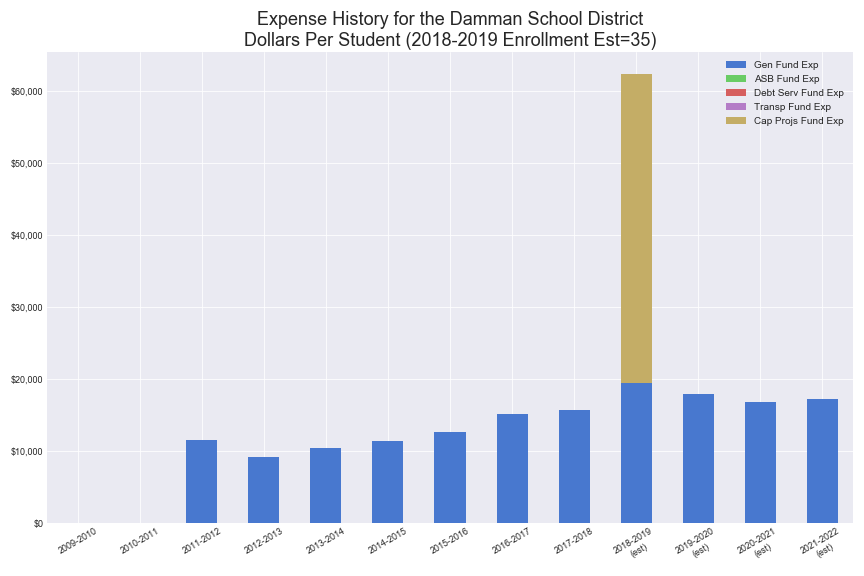 Expense History for the Damman School District
Dollars Per Student (2018-2019 Enrollment Est=35)
Gen Fund Exp
ASB Fund Exp
Debt Serv Fund Exp
Transp Fund Exp
Cap Projs Fund Exp
$60,000
$50,000
$40,000
$30,000
$20,000
$10,000
$0
2009-2010
2010-2011
2011-2012
2012-2013
2013-2014
2014-2015
2015-2016
2016-2017
2017-2018
2018-2019
(est)
2019-2020
(est)
2020-2021
(est)
2021-2022
(est)